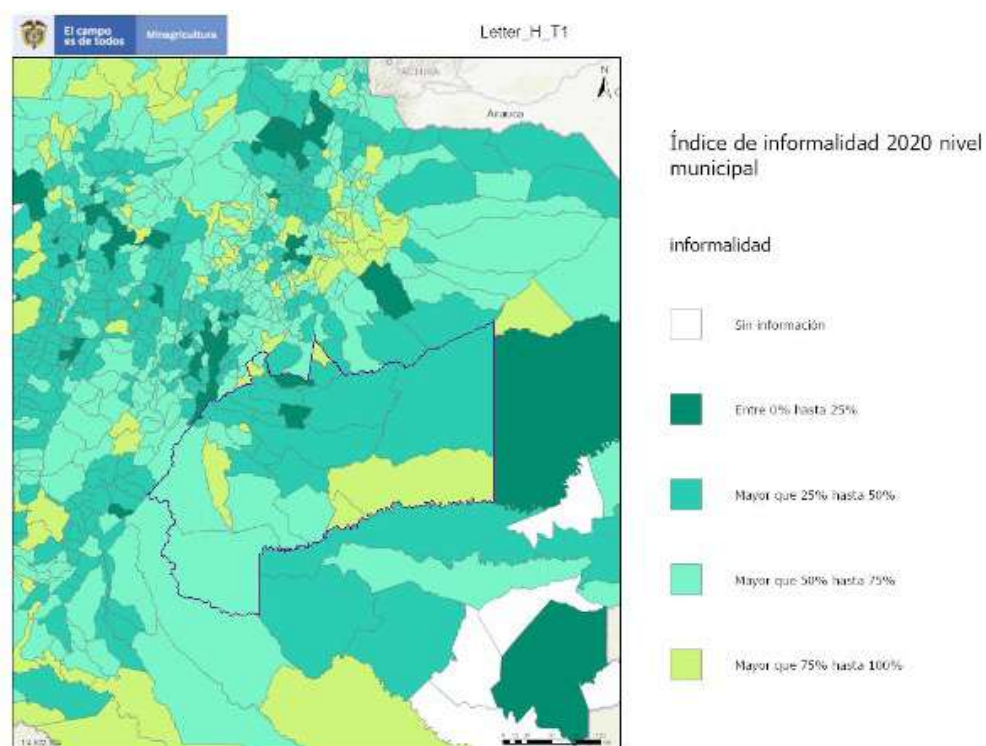 El campo
es de todos
Minagricultura
Letter_H_T1
TÁCHIRA
N
Arauca
Índice de informalidad 2020 nivel
municipal
informalidad
Sin información
Entre 0% hasta 25%
Mayor que 25% hasta 50%
Mayor que 50% hasta 75%
Mayor que 75% hasta 100%